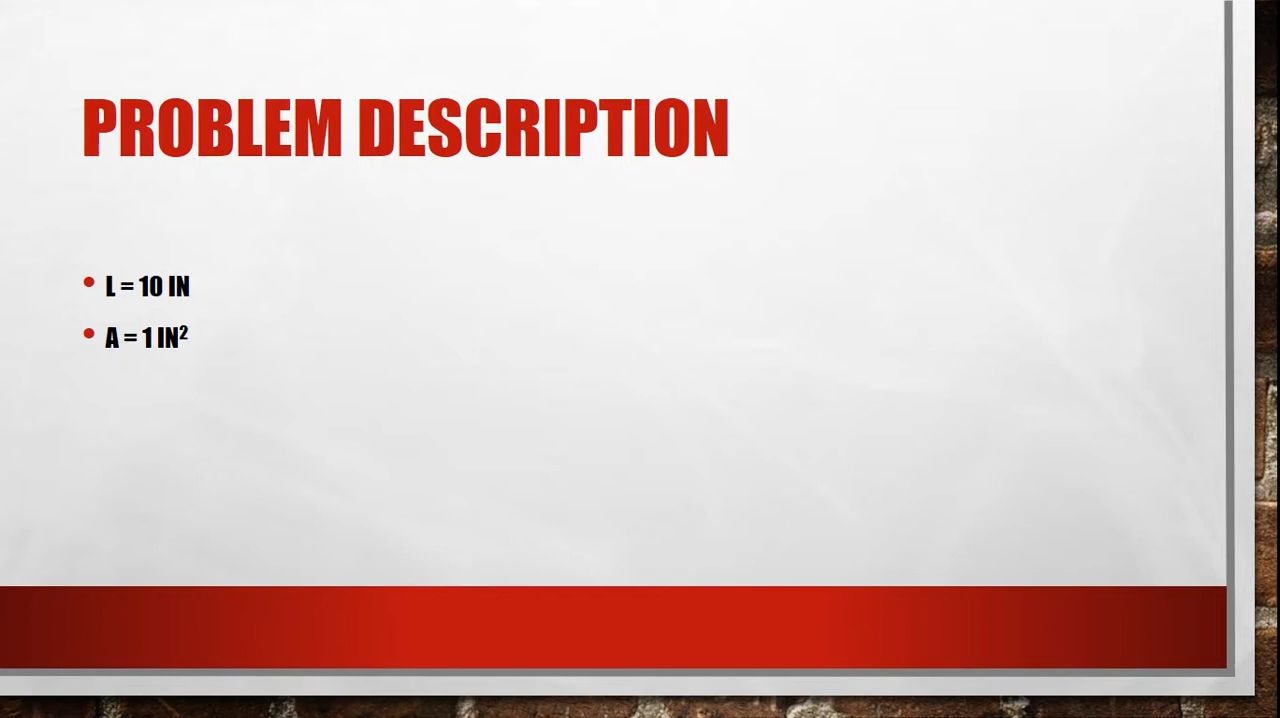 PROBLEM DESCRIPTION
• L = 10 IN
• A = 1 IN²